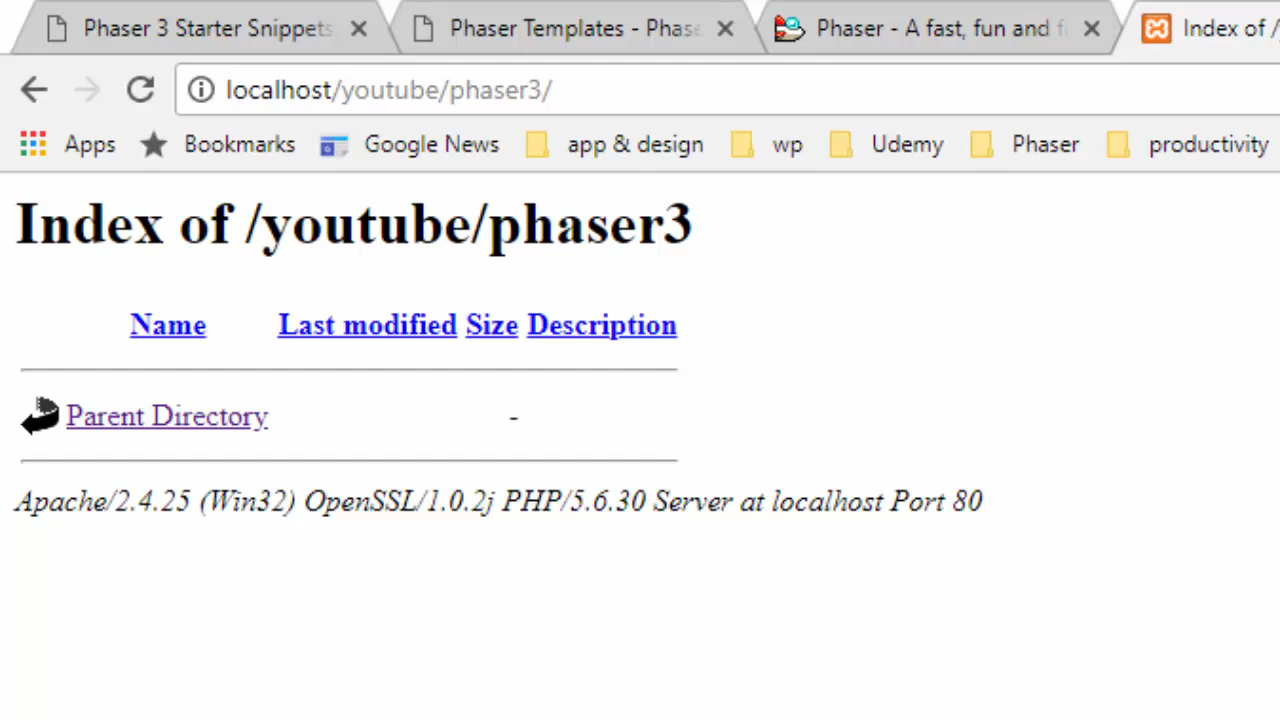 Phaser 3 Starter Snippets Phaser Templates - Phase Phaser - A fast, fun and f Index of /
localhost/youtube/phaser3/
Apps Bookmarks Google News app & design wp Udemy Phaser productivity
Index of /youtube/phaser3
Name Last modified Size Description
Parent Directory -
Apache/2.4.25 (Win32) OpenSSL/1.0.2j PHP/5.6.30 Server at localhost Port 80